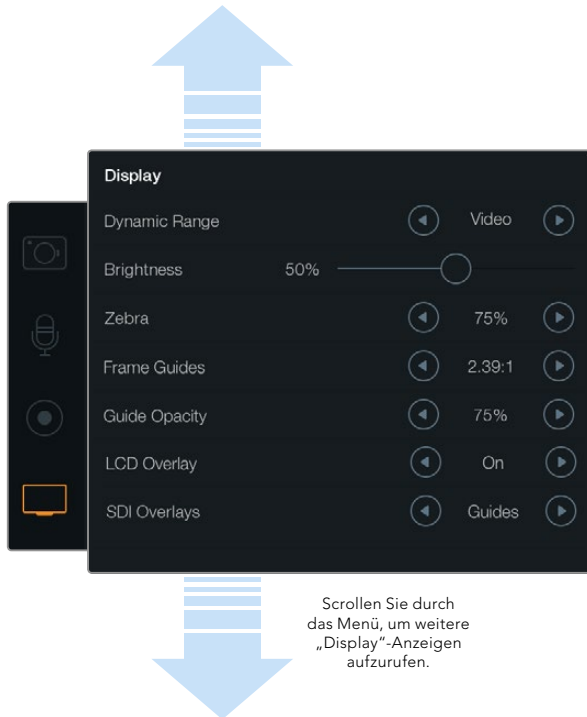 Display
Dynamic Range Video
Brightness 50%
Zebra 75%
Frame Guides 2.39:1
Guide Opacity 75%
LCD Overlay On
SDI Overlays Guides
Scrollen Sie durch
das Menü, um weitere
„Display“-Anzeigen
aufzurufen.